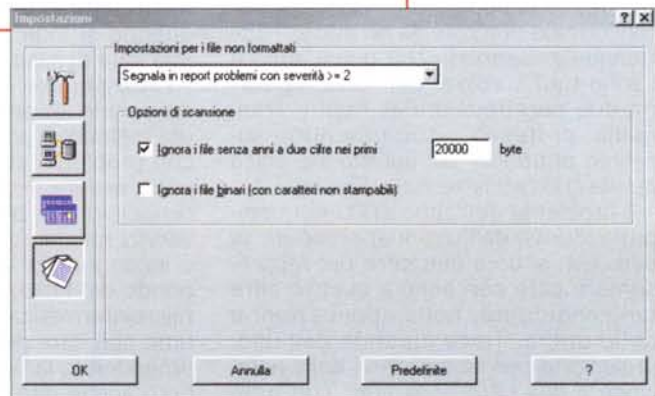 Impostazioni
Impostazioni per i file non formattati
Segnala in report problemi con severità >= 2
Opzioni di scansione
Ignora i file senza anni a due cifre nei primi 20000 byte
Ignora i file binari (con caratteri non stampabili)
OK Annulla Predefinite ?